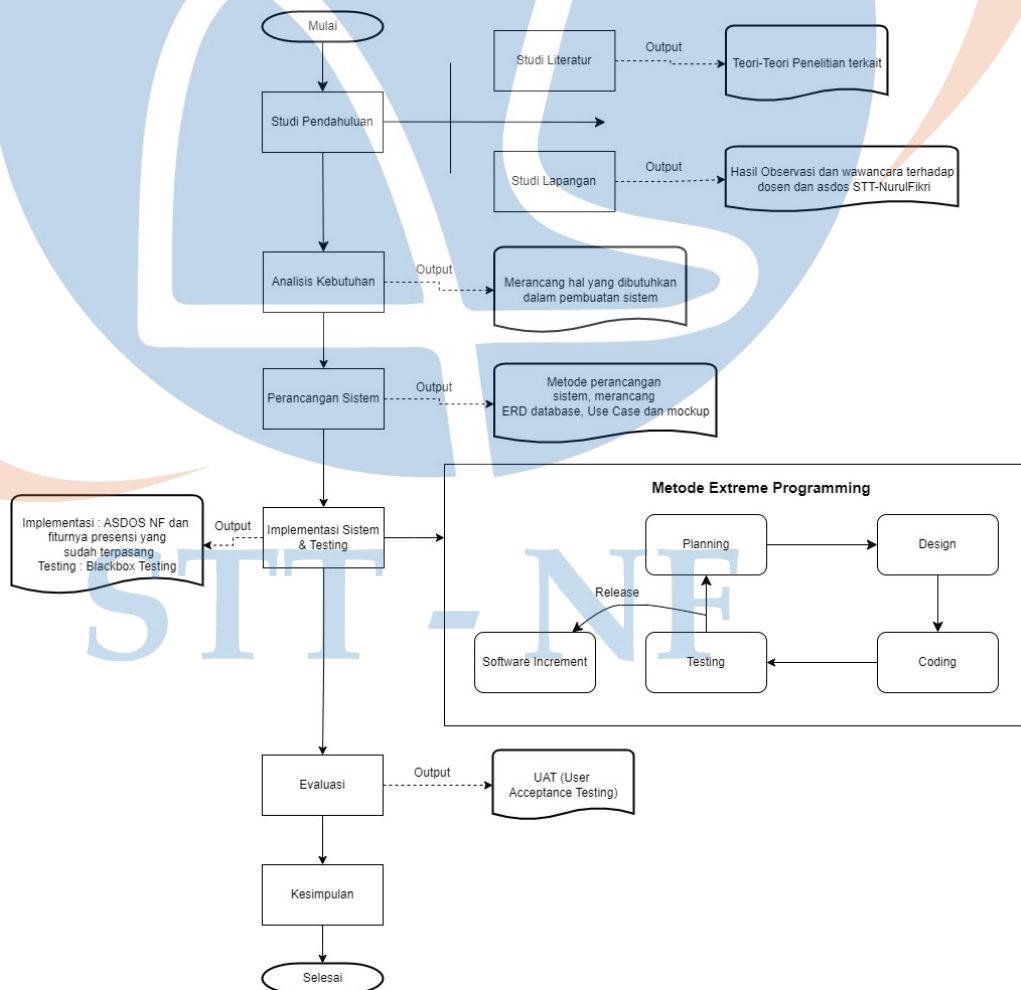 Mulai
Studi Literatur
Output
Teori-Teori Penelitian terkait
Studi Pendahuluan
Studi Lapangan
Output
Hasil Observasi dan wawancara terhadap
dosen dan asdos STT-NurulFikri
Analisis Kebutuhan
Output
Merancang hal yang dibutuhkan
dalam pembuatan sistem
Perancangan Sistem
Output
Metode perancangan
sistem, merancang
ERD database, Use Case dan mockup
Implementasi : ASDOS NF dan
fiturnya presensi yang
sudah terpasang
Testing : Blackbox Testing
Output
Implementasi Sistem
& Testing
Metode Extreme Programming
Planning
Design
Release
Software Increment
Testing
Coding
STT - NF
Evaluasi
Output
UAT (User
Acceptance Testing)
Kesimpulan
Selesai